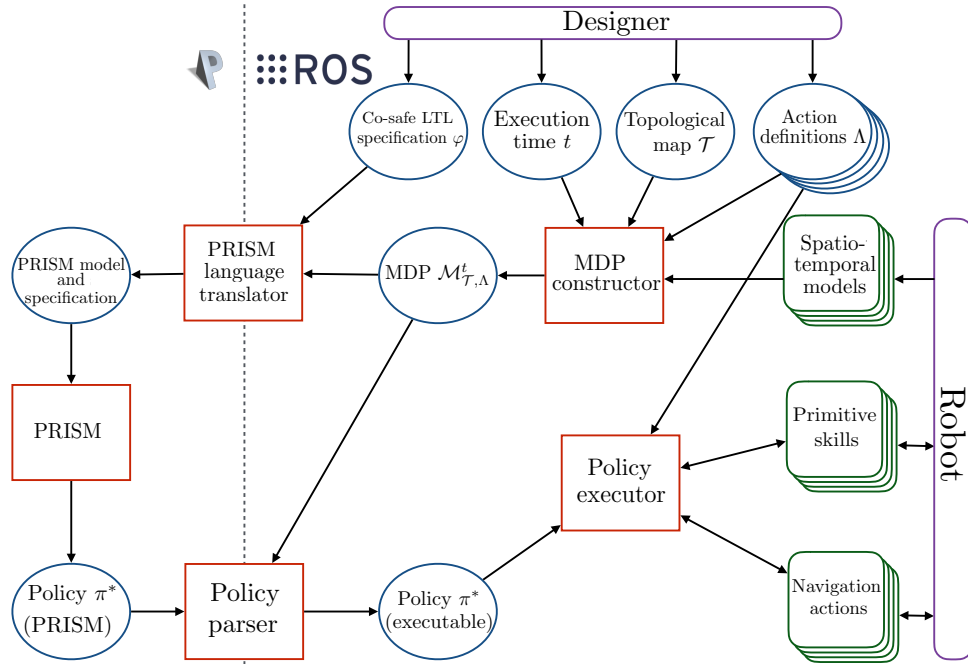 Designer
P
ROS
Co-safe LTL
specification φ
Execution
time t
Topological
map 𝒯
Action
definitions Λ
PRISM model
and
specification
PRISM
language
translator
MDP ℳᵗ𝒯,Λ
MDP
constructor
Spatio-
temporal
models
Robot
PRISM
Policy
executor
Primitive
skills
Policy π*
(PRISM)
Policy
parser
Policy π*
(executable)
Navigation
actions